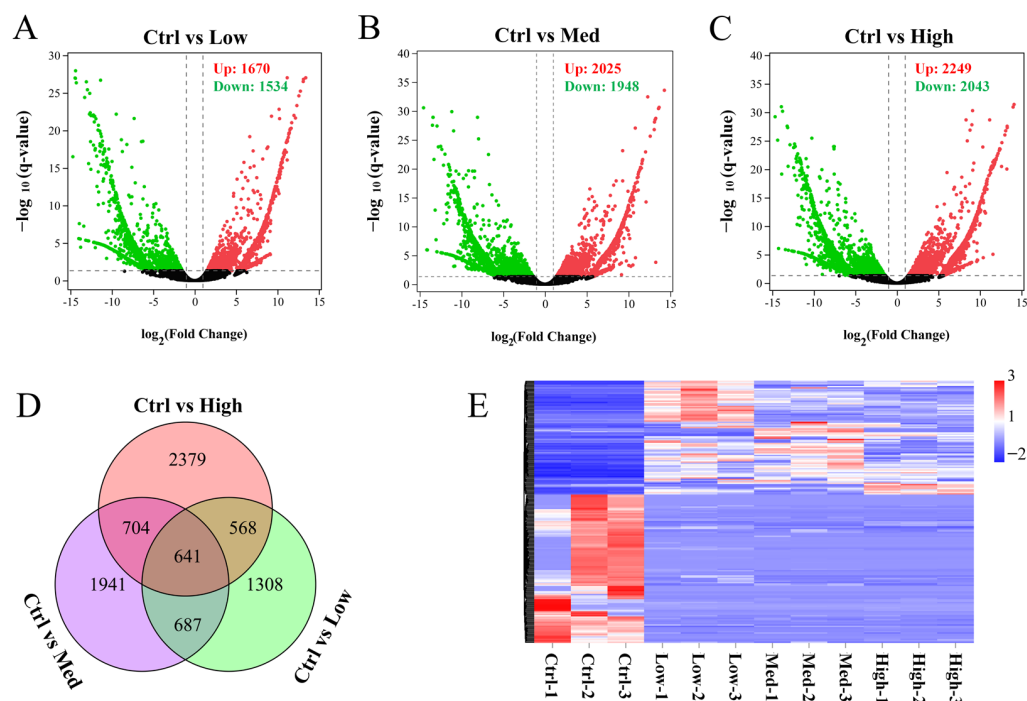 A
Ctrl vs Low
Up: 1670
Down: 1534
30
25
20
15
10
5
0
-15
-10
-5
0
5
10
15
−log 10 (q-value)
log2(Fold Change)
B
Ctrl vs Med
Up: 2025
Down: 1948
40
35
30
25
20
15
10
5
0
-15
-10
-5
0
5
10
15
−log 10 (q-value)
log2(Fold Change)
C
Ctrl vs High
Up: 2249
Down: 2043
40
35
30
25
20
15
10
5
0
-15
-10
-5
0
5
10
15
−log 10 (q-value)
log2(Fold Change)
D
Ctrl vs High
2379
704
568
641
1941
1308
687
Ctrl vs Med
Ctrl vs Low
E
3
1
−2
Ctrl-1
Ctrl-2
Ctrl-3
Low-1
Low-2
Low-3
Med-1
Med-2
Med-3
High-1
High-2
High-3